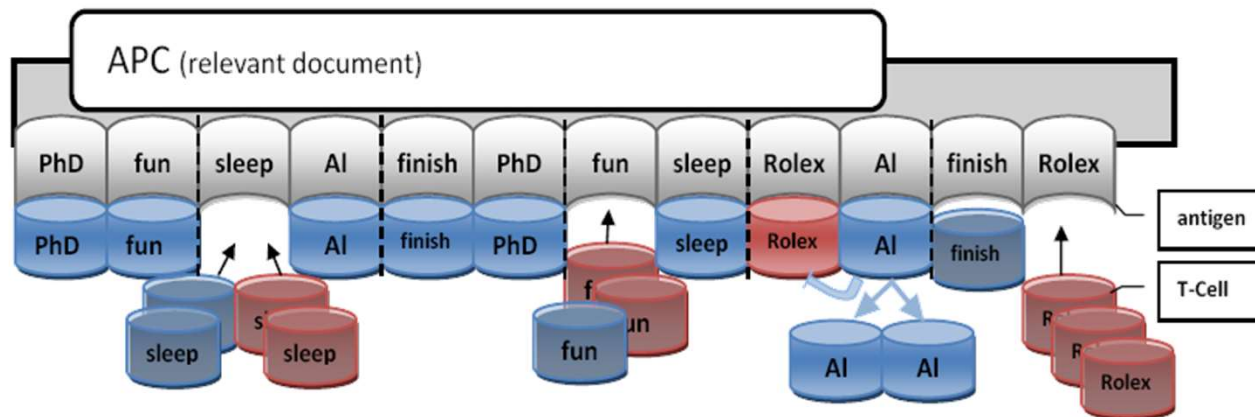 APC (relevant document)
PhD fun sleep AI finish PhD fun sleep Rolex AI finish Rolex
antigen
PhD fun AI finish PhD sleep Rolex AI finish
T-Cell
sleep sleep fun AI AI Rolex